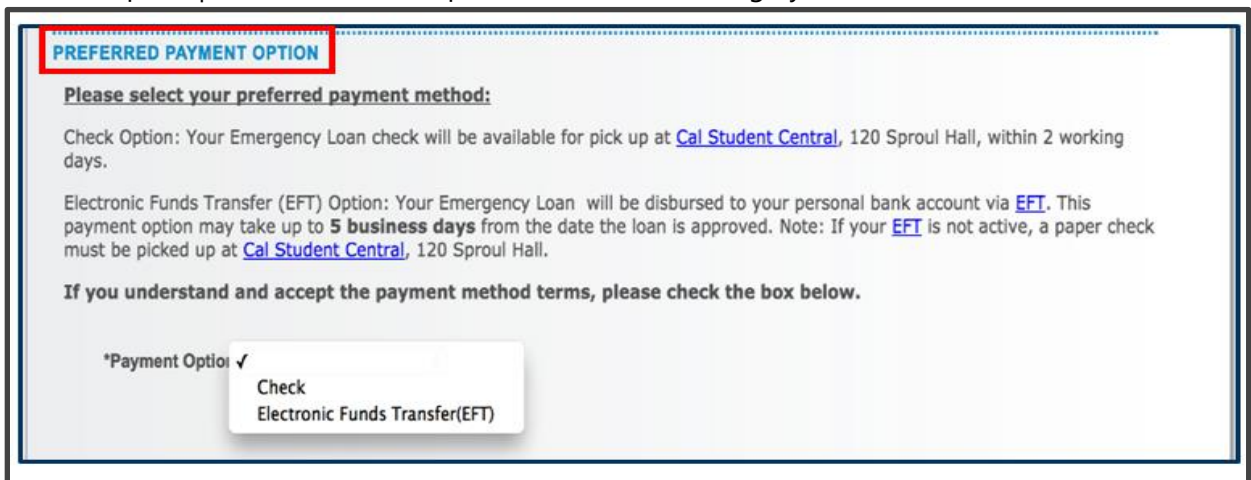 PREFERRED PAYMENT OPTION
Please select your preferred payment method:
Check Option: Your Emergency Loan check will be available for pick up at Cal Student Central, 120 Sproul Hall, within 2 working
days.
Electronic Funds Transfer (EFT) Option: Your Emergency Loan will be disbursed to your personal bank account via EFT. This
payment option may take up to 5 business days from the date the loan is approved. Note: If your EFT is not active, a paper check
must be picked up at Cal Student Central, 120 Sproul Hall.
If you understand and accept the payment method terms, please check the box below.
*Payment Option ✓
Check
Electronic Funds Transfer(EFT)